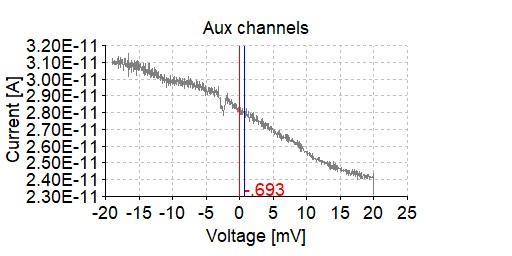 Aux channels
Current [A]
3.20E-11
3.10E-11
3.00E-11
2.90E-11
2.80E-11
2.70E-11
2.60E-11
2.50E-11
2.40E-11
2.30E-11
-.693
-20 -15 -10 -5 0 5 10 15 20 25
Voltage [mV]